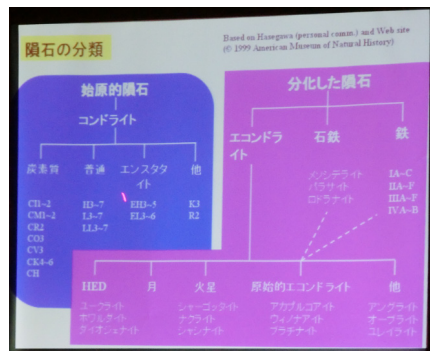 隕石の分類
Based on Hasegawa (personal comm.) and Web site
(© 1999 American Museum of Natural History)
始原的隕石
コンドライト
炭素質
普通
エンスタタ
イト
他
CI1~2
CM1~2
CR2
CO3
CV3
CK4~6
CH
H3~7
L3~7
LL3~7
EH3~5
EL3~6
K3
R2
分化した隕石
エコンドラ
イト
石鉄
鉄
メソシデライト
パラサイト
ロドラナイト
IA~C
IIA~F
IIIA~F
IVA~B
HED
月
火星
原始的エコンドライト
他
ユークライト
ホワルダイト
ダイオジェナイト
シャーゴッタイト
ナクライト
シャシナイト
アカプルコアイト
ウィノナアイト
ブラチナイト
アングライト
オーブライト
ユレイライト